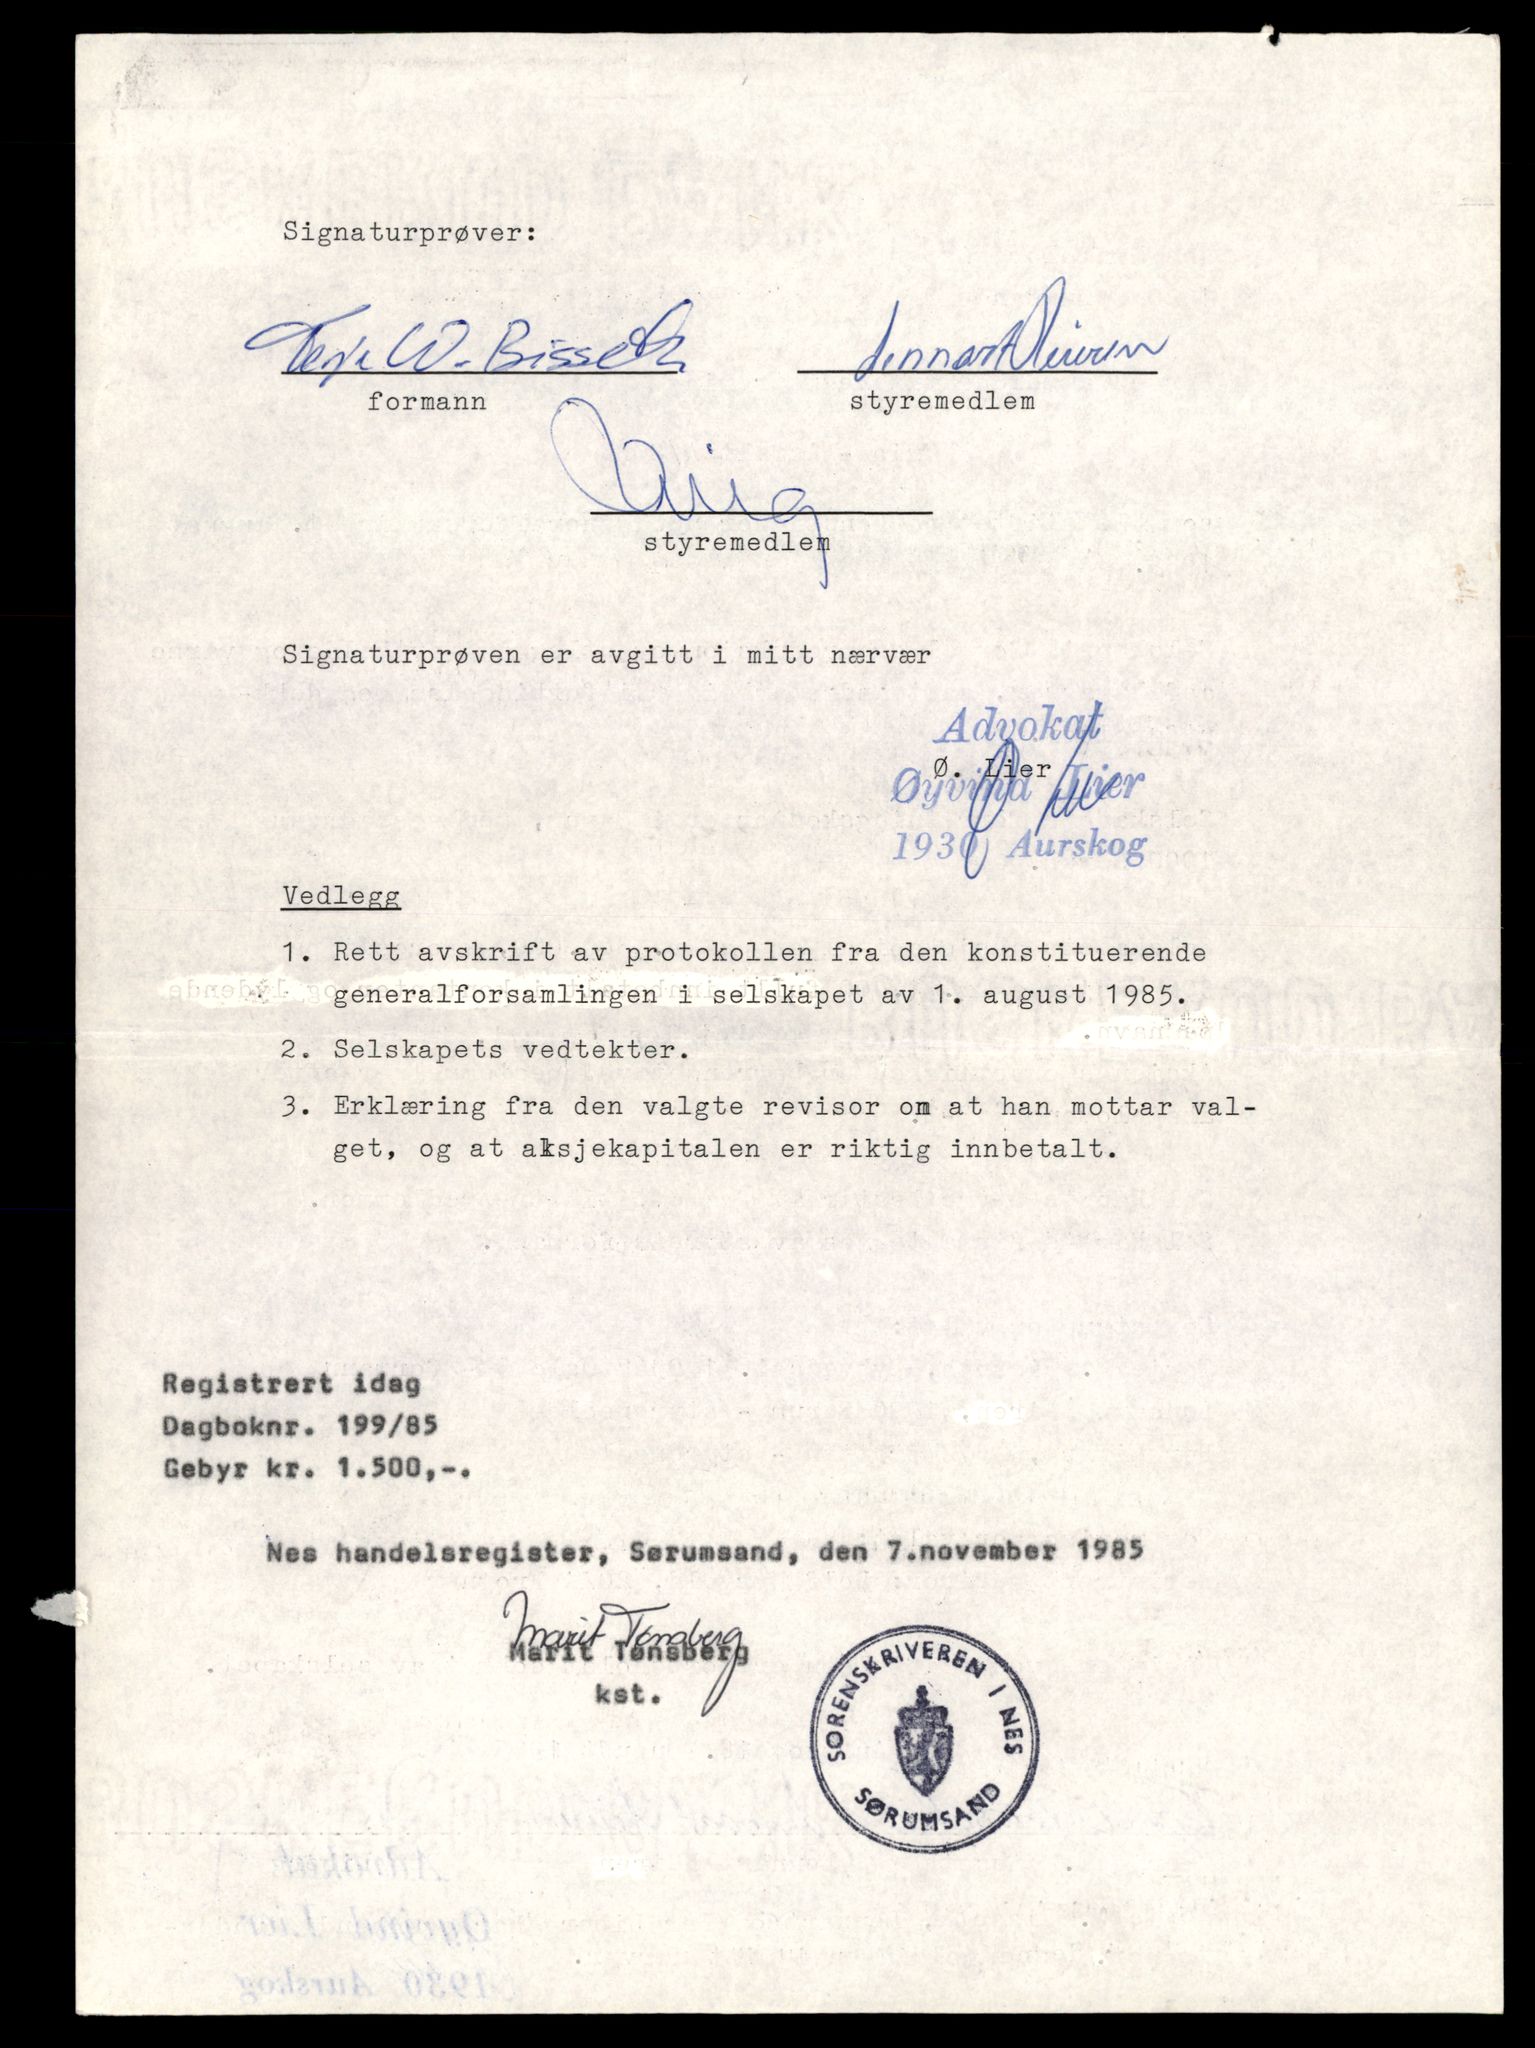 Signaturprøver:
Terje W. Bisseth
Lennart
formann
styremedlem
styremedlem
Signaturprøven er avgitt i mitt nærvær
Advokat
Ø. Lier
Øyvind Lier
1930 Aurskog
Vedlegg
1. Rett avskrift av protokollen fra den konstituerende
generalforsamlingen i selskapet av 1. august 1985.
2. Selskapets vedtekter.
3. Erklæring fra den valgte revisor om at han mottar val-
get, og at aksjekapitalen er riktig innbetalt.
Registrert idag
Dagboknr. 199/85
Gebyr kr. 1.500,-.
Nes handelsregister, Sørumsand, den 7.november 1985
Marit Tønsberg
Marit Tønsberg
kst.
SORENSKRIVEREN I NES
SØRUMSAND